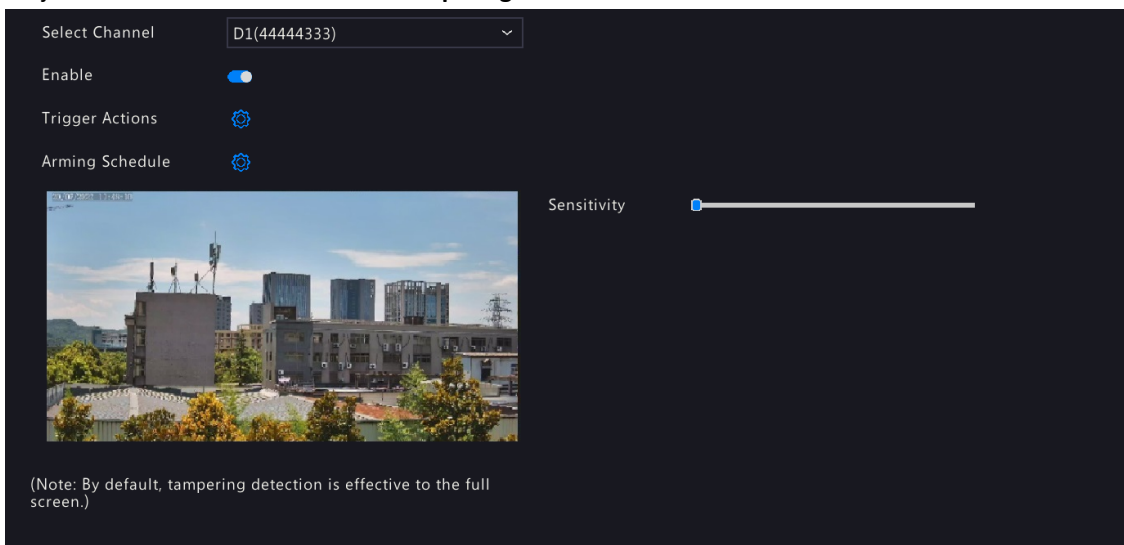 Select Channel
D1(44444333)
Enable
Trigger Actions
Arming Schedule
Sensitivity
(Note: By default, tampering detection is effective to the full
screen.)